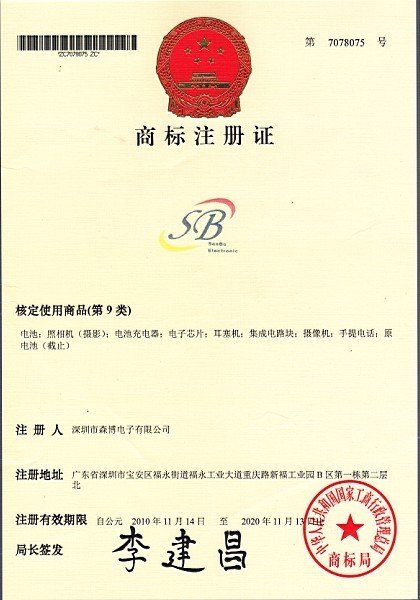 第 7078075 号
*ZC7078075 ZC*
商标注册证
SB
SenBo
Electronic
核定使用商品(第 9 类)
电池；照相机（摄影）；电池充电器；电子芯片；耳塞机；集成电路块；摄像机；手提电话；原
电池（截止）
注 册 人 深圳市森博电子有限公司
注册地址 广东省深圳市宝安区福永街道福永工业大道重庆路新福工业园 B 区第一栋第二层
北
注册有效期限 自公元 2010 年 11 月 14 日 至 2020 年 11 月 13 日止
局长签发 李建昌
中华人民共和国国家工商行政管理总局
商标局